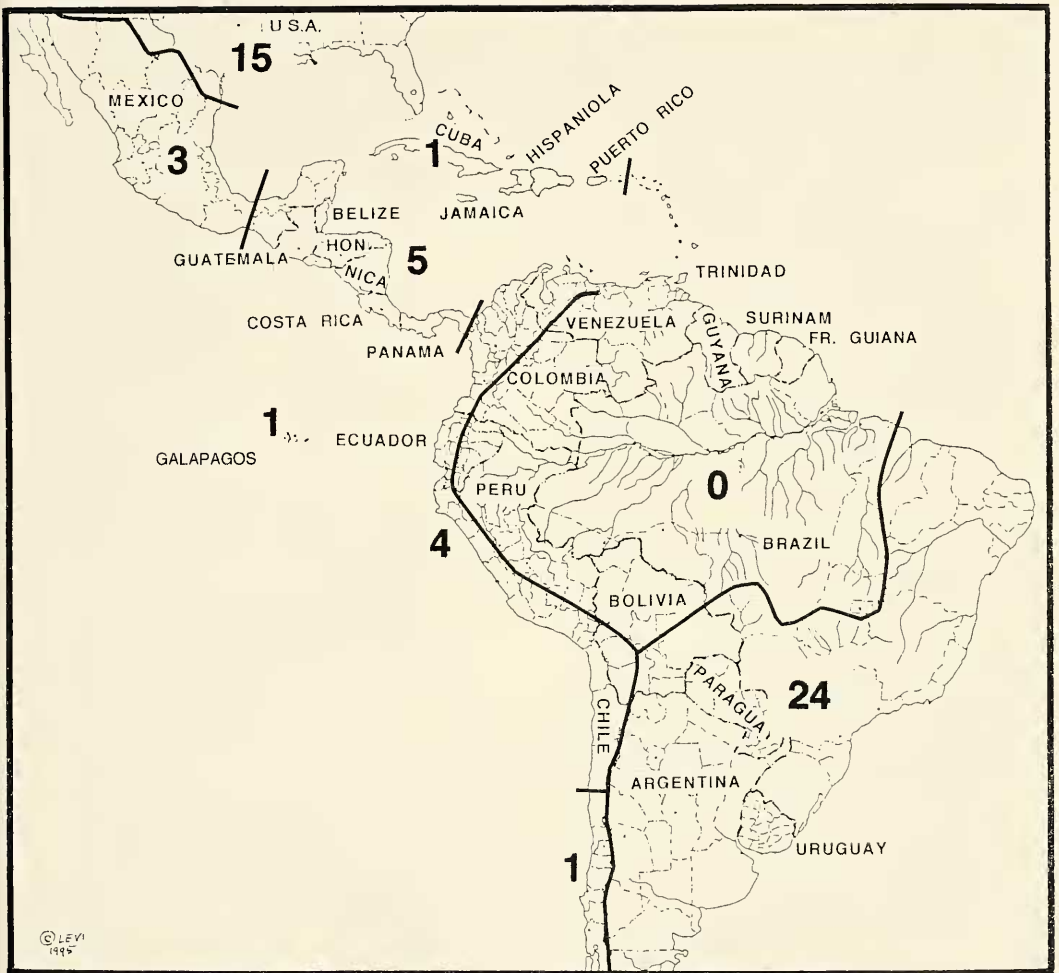 U.S.A.
15
MEXICO
3
CUBA
1
HISPANIOLA
PUERTO RICO
BELIZE
JAMAICA
GUATEMALA
HON
NICA
5
TRINIDAD
COSTA RICA
PANAMA
VENEZUELA
GUYANA
SURINAM
FR. GUIANA
COLOMBIA
1
GALAPAGOS
ECUADOR
PERU
0
4
BRAZIL
BOLIVIA
PARAGUAY
24
CHILE
ARGENTINA
1
URUGUAY
© LEVI
1995